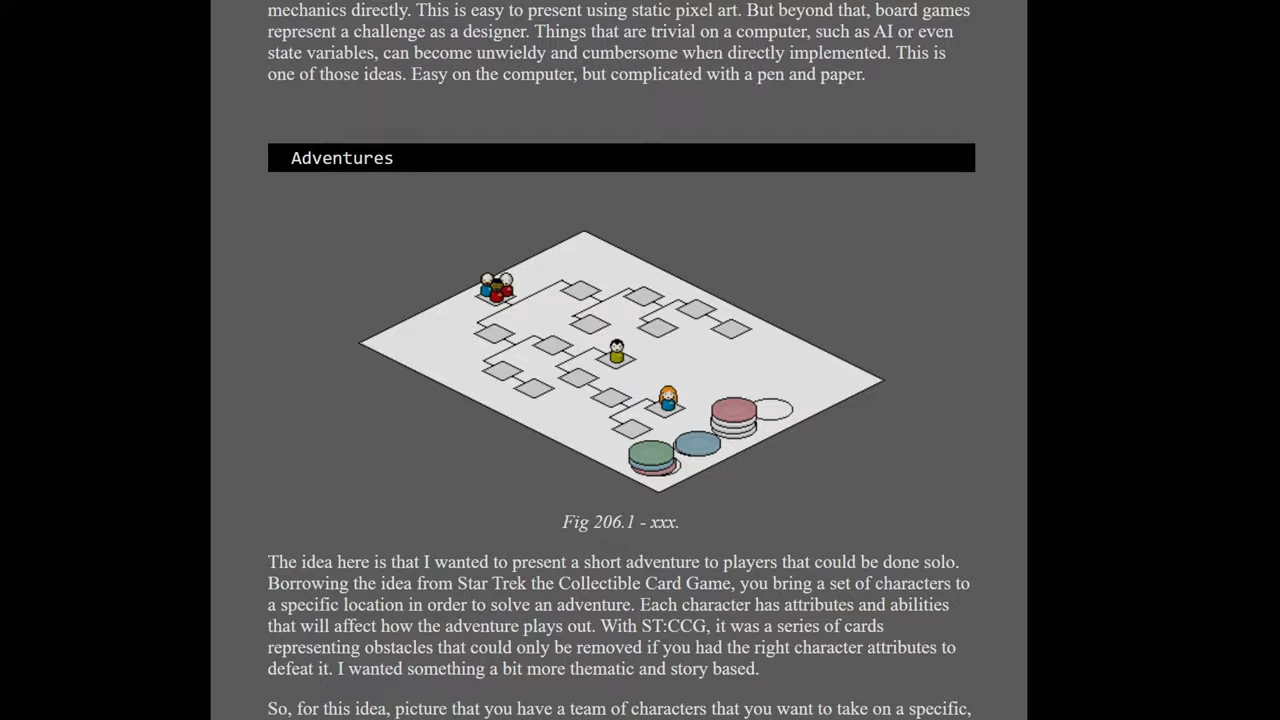 mechanics directly. This is easy to present using static pixel art. But beyond that, board games
represent a challenge as a designer. Things that are trivial on a computer, such as AI or even
state variables, can become unwieldy and cumbersome when directly implemented. This is
one of those ideas. Easy on the computer, but complicated with a pen and paper.
Adventures
Fig 206.1 - xxx.
The idea here is that I wanted to present a short adventure to players that could be done solo.
Borrowing the idea from Star Trek the Collectible Card Game, you bring a set of characters to
a specific location in order to solve an adventure. Each character has attributes and abilities
that will affect how the adventure plays out. With ST:CCG, it was a series of cards
representing obstacles that could only be removed if you had the right character attributes to
defeat it. I wanted something a bit more thematic and story based.
So, for this idea, picture that you have a team of characters that you want to take on a specific,